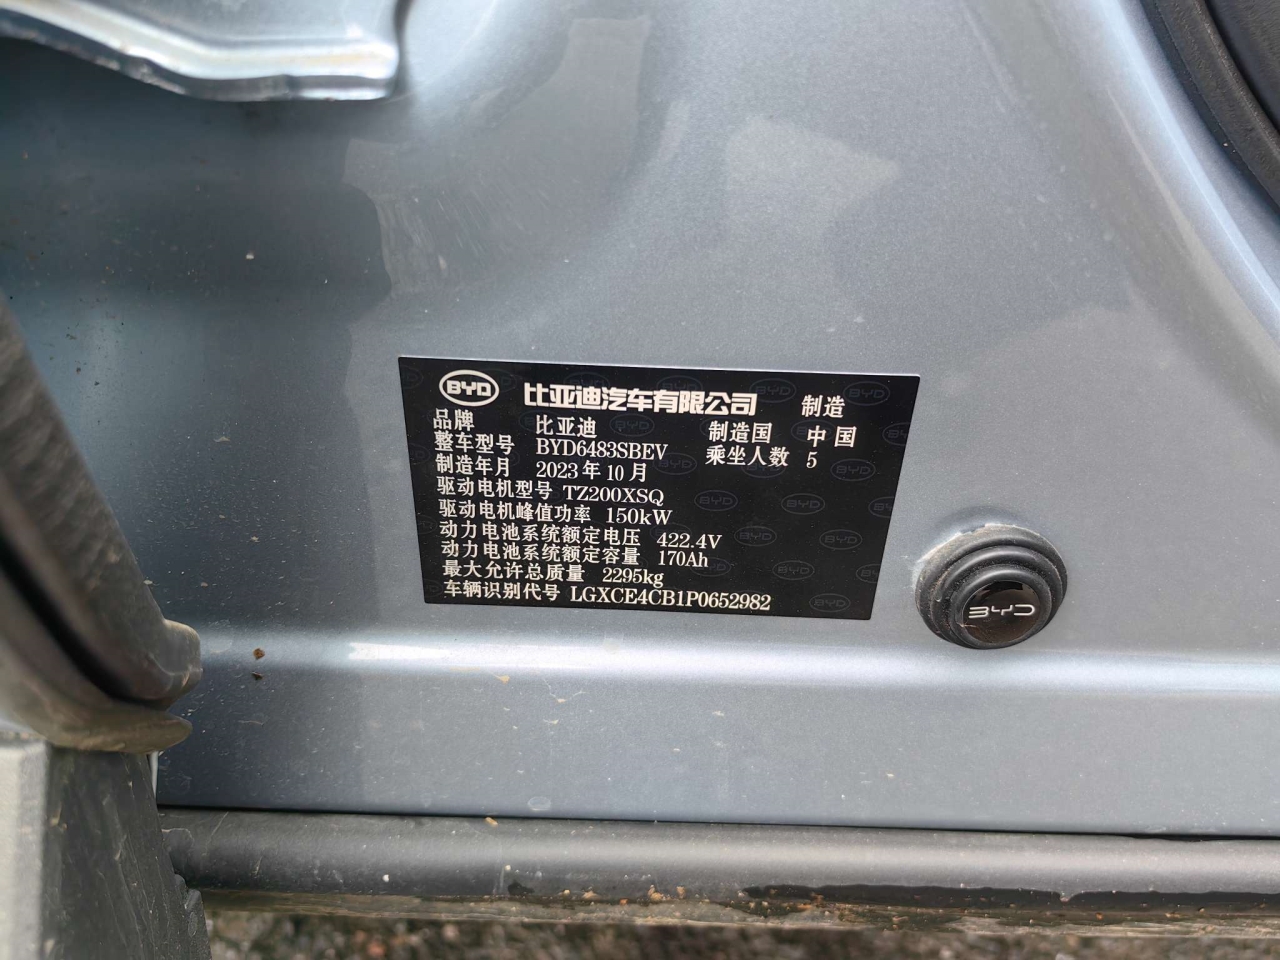 BYD 比亚迪汽车有限公司 制造
品牌 比亚迪 制造国 中国
整车型号 BYD6483SBEV 乘坐人数 5
制造年月 2023年10月
驱动电机型号 TZ200XSQ
驱动电机峰值功率 150kW
动力电池系统额定电压 422.4V
动力电池系统额定容量 170Ah
最大允许总质量 2295kg
车辆识别代号 LGXCE4CB1P0652982
BYD